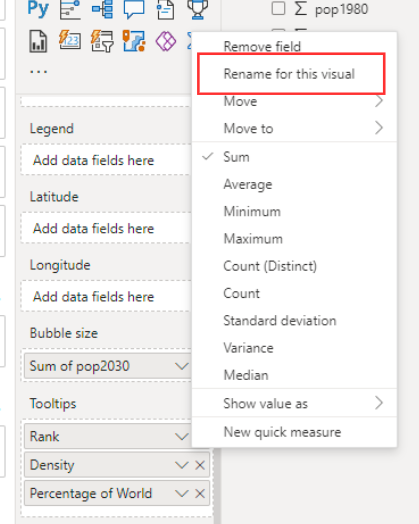 Py
Σ pop1980
...
Remove field
Rename for this visual
Move
Move to
Sum
Average
Minimum
Maximum
Count (Distinct)
Count
Standard deviation
Variance
Median
Show value as
New quick measure
Legend
Add data fields here
Latitude
Add data fields here
Longitude
Add data fields here
Bubble size
Sum of pop2030
Tooltips
Rank
Density
Percentage of World